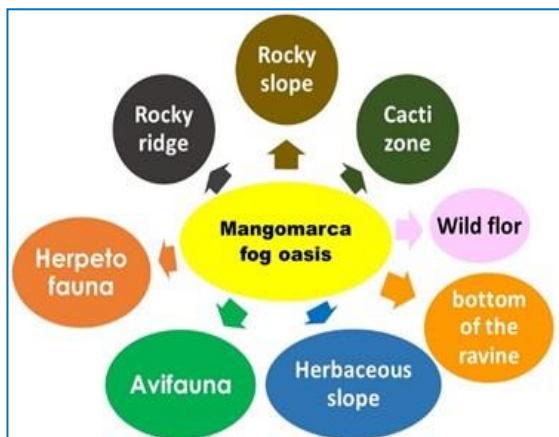 Rocky
slope
Rocky
ridge
Cacti
zone
Mangomarca
fog oasis
Wild flor
Herpeto
fauna
bottom
of the
ravine
Avifauna
Herbaceous
slope